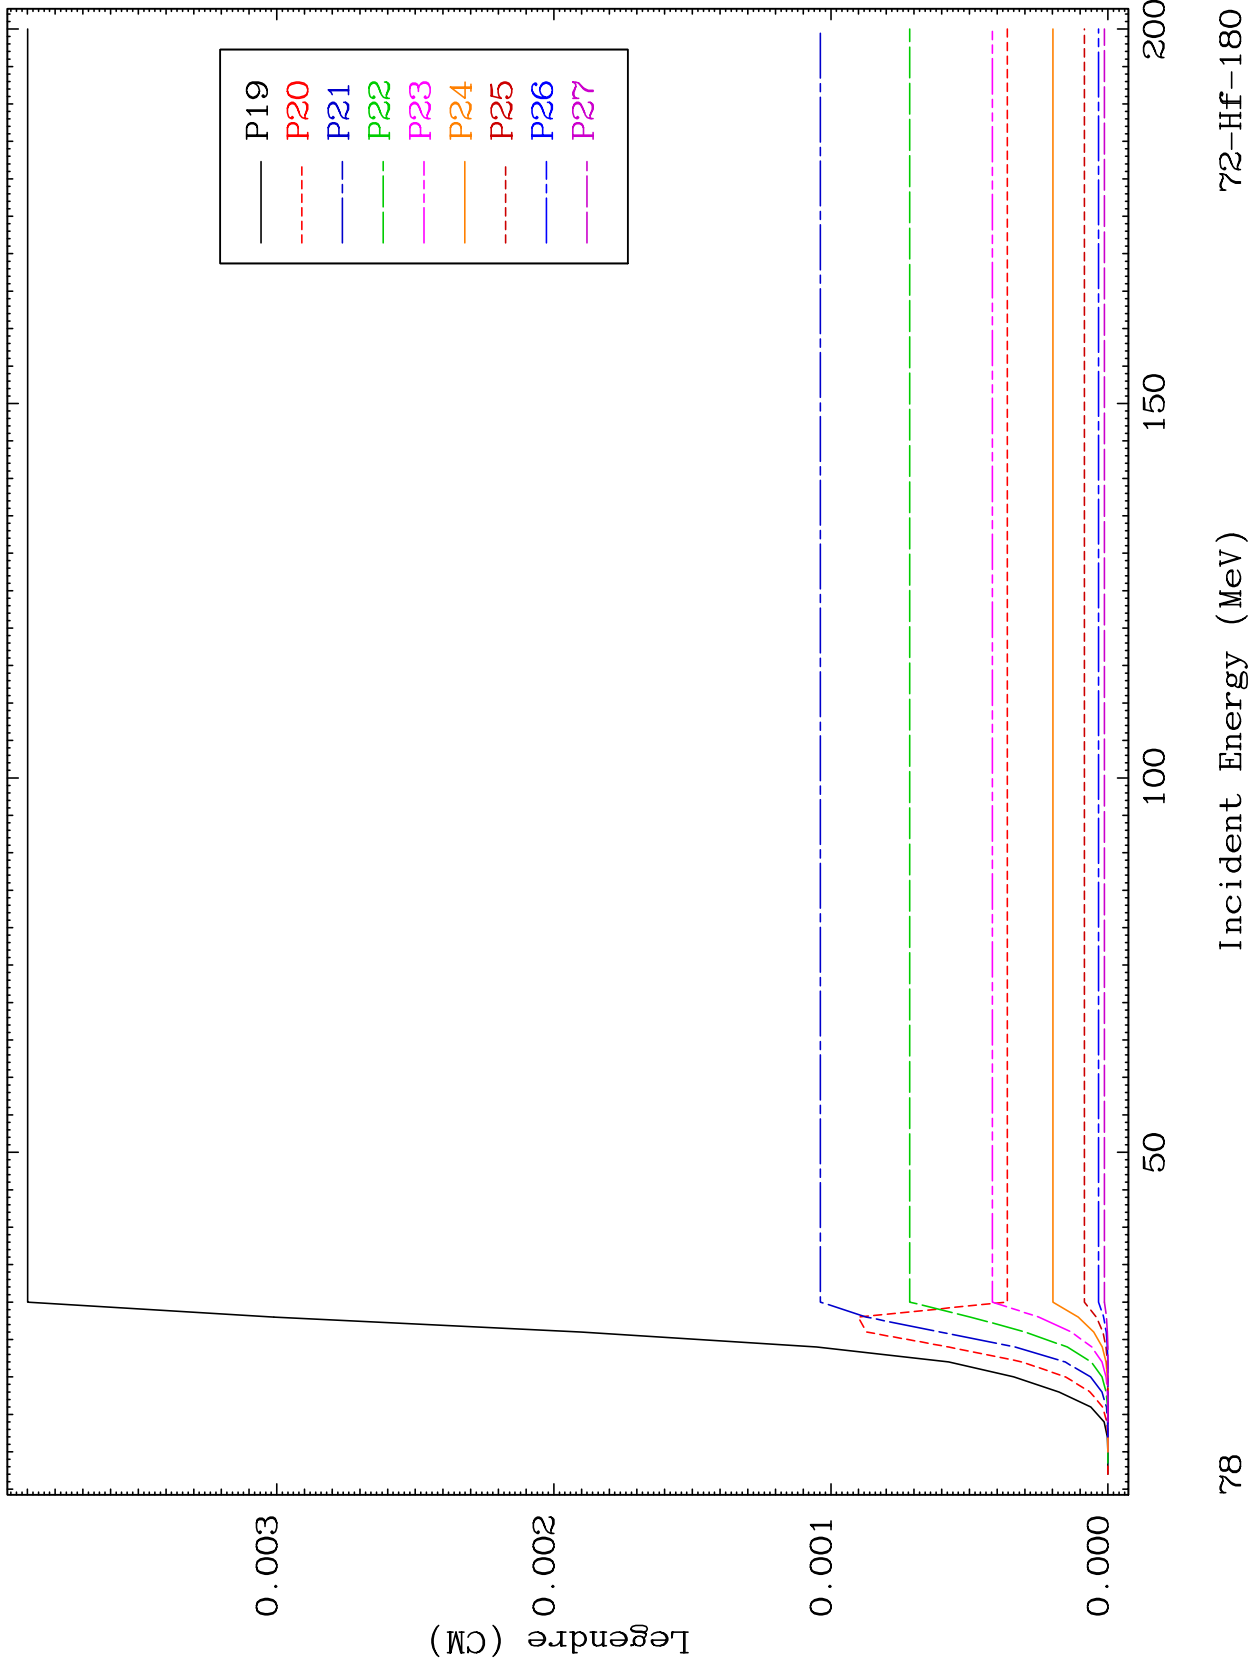 Legendre (CM)
0.003
0.002
0.001
0.000
P19
P20
P21
P22
P23
P24
P25
P26
P27
50
100
150
200
78
Incident Energy (MeV)
72-Hf-180